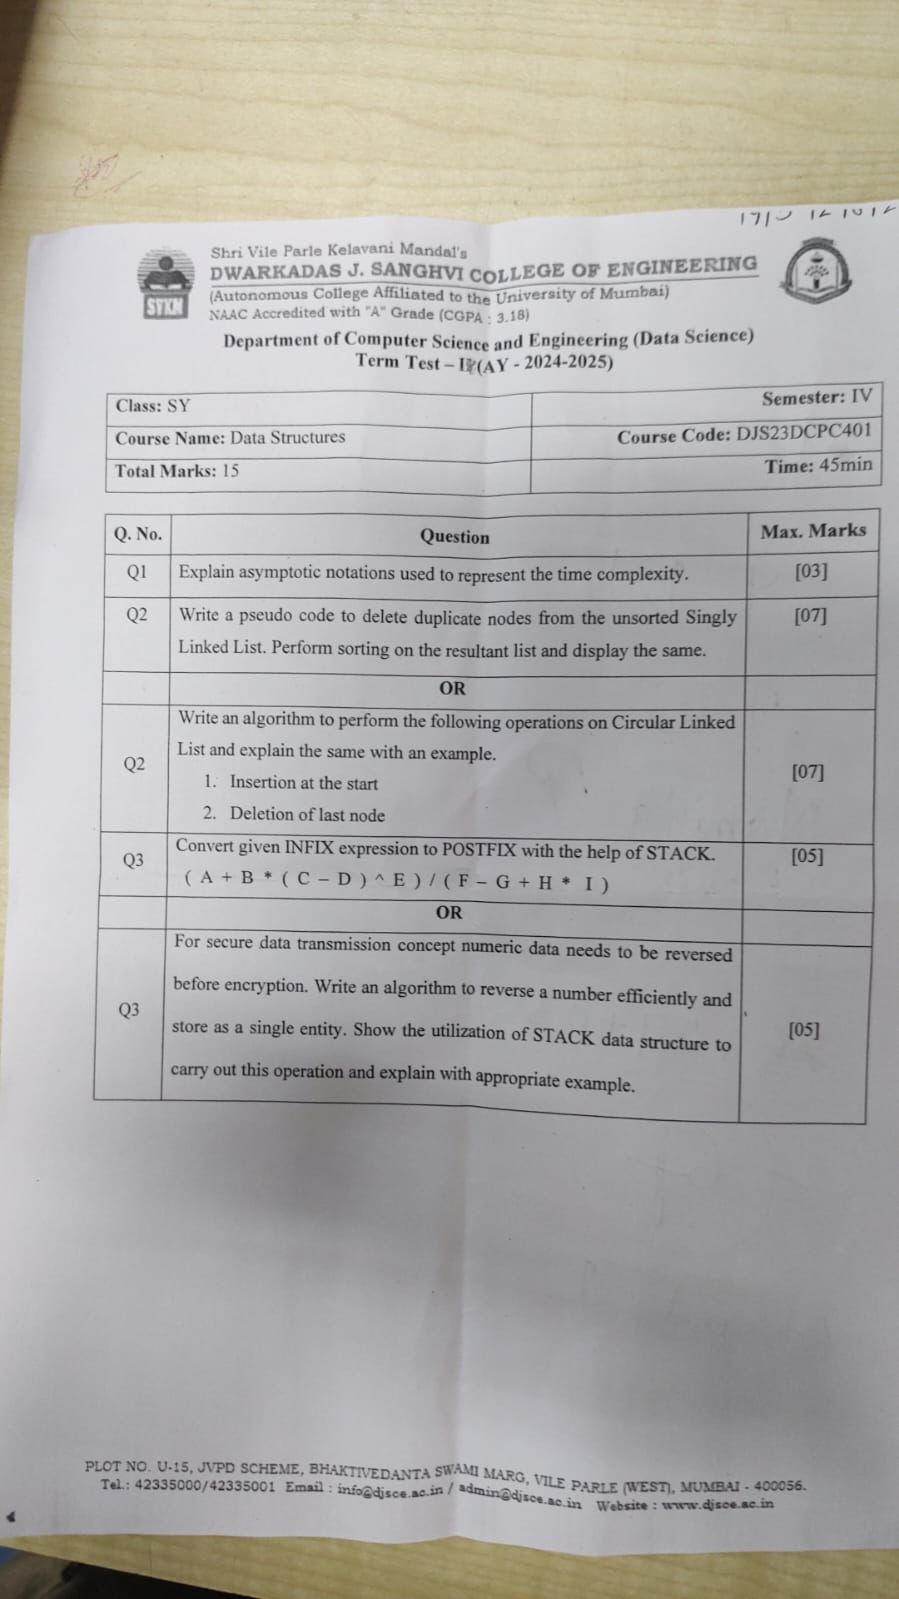 Shri Vile Parle Kelavani Mandal's
DWARKADAS J. SANGHVI COLLEGE OF ENGINEERING
(Autonomous College Affiliated to the University of Mumbai)
NAAC Accredited with "A" Grade (CGPA : 3.18)
SVKM
Department of Computer Science and Engineering (Data Science)
Term Test – I (AY - 2024-2025)
Class: SY
Semester: IV
Course Name: Data Structures
Course Code: DJS23DCPC401
Total Marks: 15
Time: 45min
Q. No. Question Max. Marks
Q1 Explain asymptotic notations used to represent the time complexity. [03]
Q2 Write a pseudo code to delete duplicate nodes from the unsorted Singly [07]
Linked List. Perform sorting on the resultant list and display the same.
OR
Write an algorithm to perform the following operations on Circular Linked
List and explain the same with an example.
Q2 [07]
1. Insertion at the start
2. Deletion of last node
Convert given INFIX expression to POSTFIX with the help of STACK.
Q3 [05]
( A + B * ( C – D ) ^ E ) / ( F – G + H * I )
OR
For secure data transmission concept numeric data needs to be reversed
before encryption. Write an algorithm to reverse a number efficiently and
Q3 [05]
store as a single entity. Show the utilization of STACK data structure to
carry out this operation and explain with appropriate example.
PLOT NO. U-15, JVPD SCHEME, BHAKTIVEDANTA SWAMI MARG, VILE PARLE (WEST), MUMBAI - 400056.
Tel.: 42335000/42335001 Email : info@djsce.ac.in / admin@djsce.ac.in Website : www.djsce.ac.in